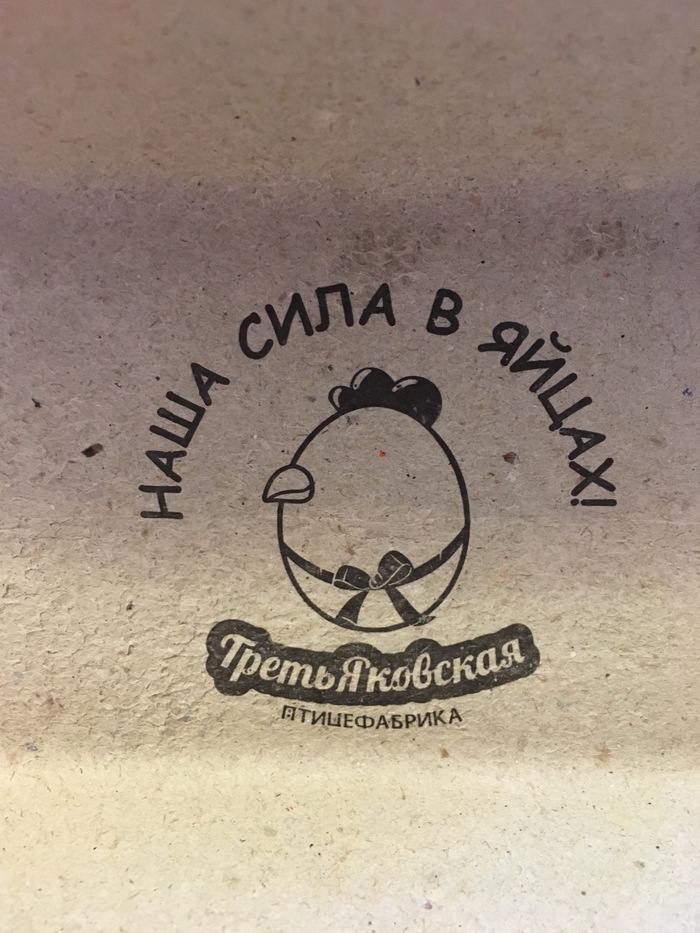 НАША СИЛА В ЯЙЦАХ!
ТретьЯковская
ПТИЦЕФАБРИКА